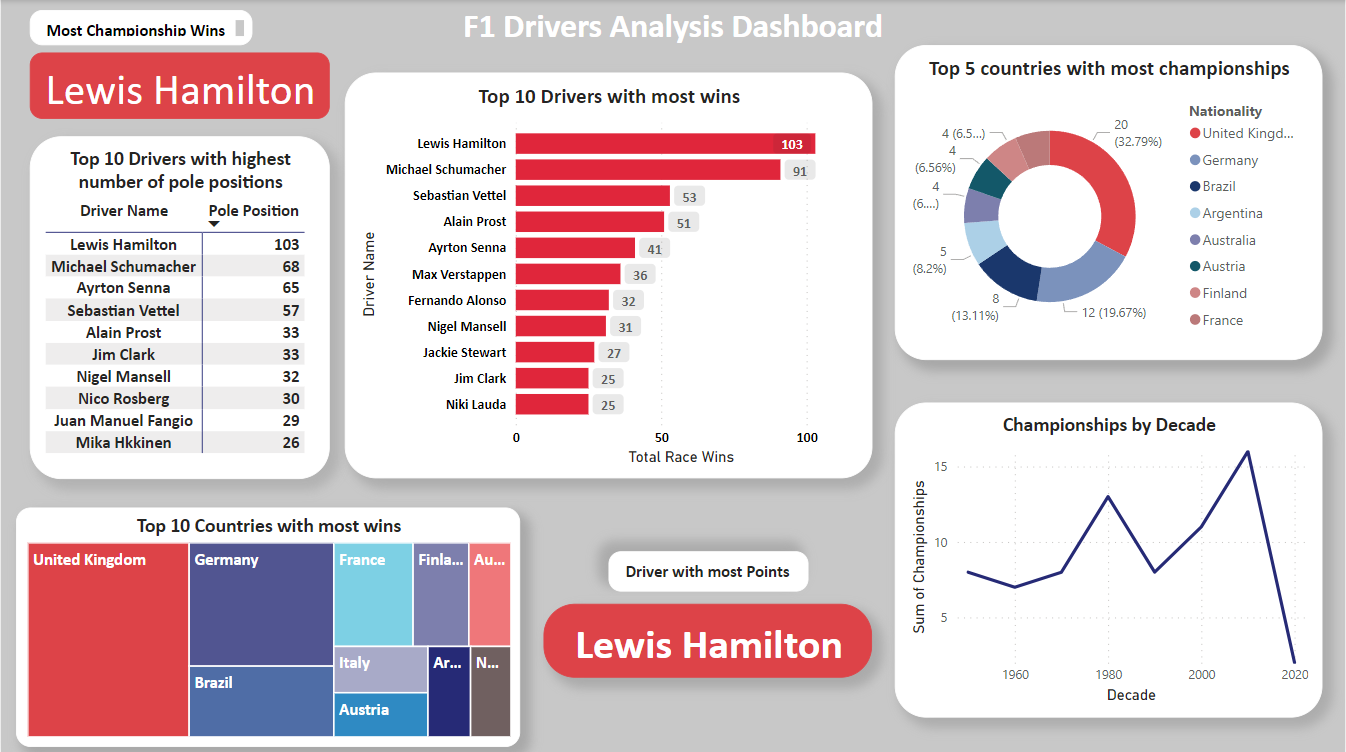 F1 Drivers Analysis Dashboard
Most Championship Wins
Lewis Hamilton
Top 10 Drivers with highest
number of pole positions
Driver Name Pole Position
Lewis Hamilton 103
Michael Schumacher 68
Ayrton Senna 65
Sebastian Vettel 57
Alain Prost 33
Jim Clark 33
Nigel Mansell 32
Nico Rosberg 30
Juan Manuel Fangio 29
Mika Hkkinen 26
Top 10 Drivers with most wins
Driver Name
Lewis Hamilton 103
Michael Schumacher 91
Sebastian Vettel 53
Alain Prost 51
Ayrton Senna 41
Max Verstappen 36
Fernando Alonso 32
Nigel Mansell 31
Jackie Stewart 27
Jim Clark 25
Niki Lauda 25
0 50 100
Total Race Wins
Top 5 countries with most championships
20
(32.79%)
12 (19.67%)
8
(13.11%)
5
(8.2%)
4
(6....)
4
(6.56%)
4 (6.5...)
Nationality
United Kingd...
Germany
Brazil
Argentina
Australia
Austria
Finland
France
Top 10 Countries with most wins
United Kingdom
Germany
Brazil
France
Finla...
Au...
Italy
Austria
Ar...
N...
Driver with most Points
Lewis Hamilton
Championships by Decade
Sum of Championships
15
10
5
1960 1980 2000 2020
Decade